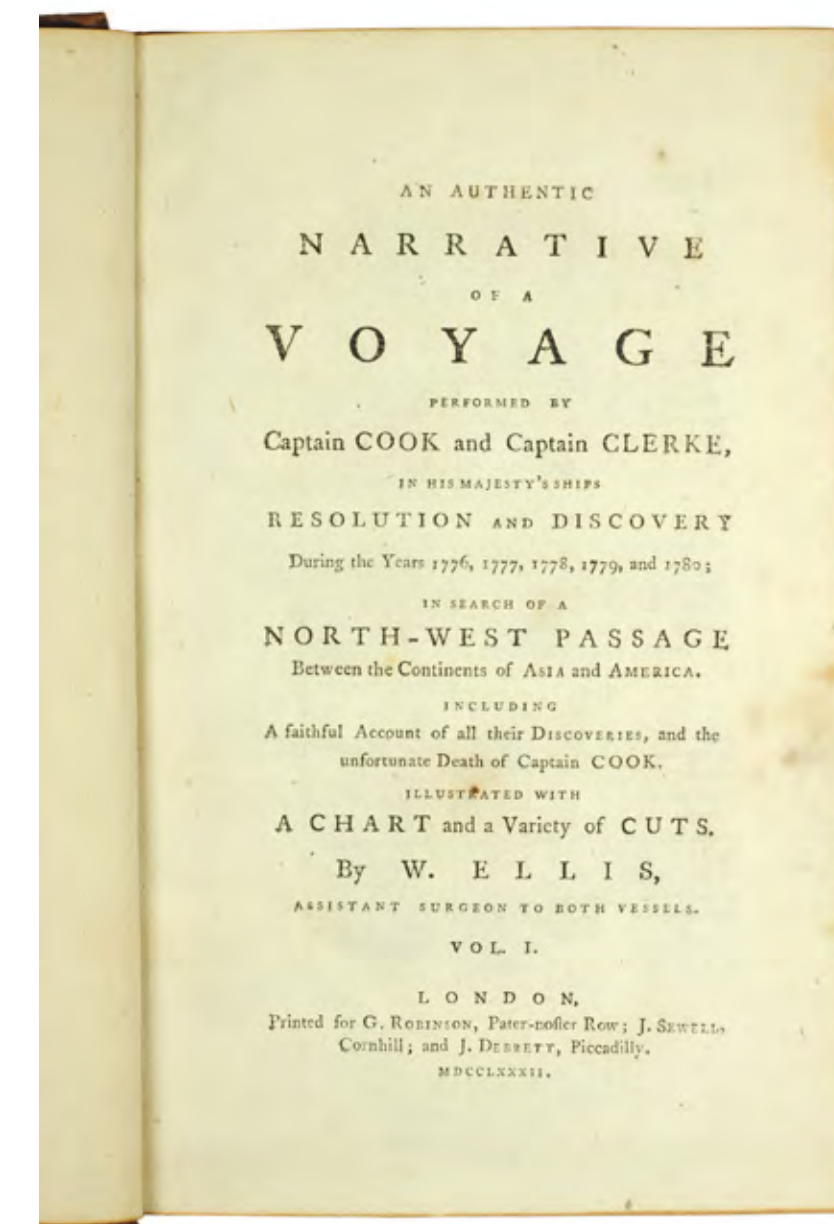 AN AUTHENTIC
NARRATIVE
OF A
VOYAGE
PERFORMED BY
Captain COOK and Captain CLERKE,
IN HIS MAJESTY'S SHIPS
RESOLUTION AND DISCOVERY
During the Years 1776, 1777, 1778, 1779, and 1780;
IN SEARCH OF A
NORTH-WEST PASSAGE
Between the Continents of ASIA and AMERICA.
INCLUDING
A faithful Account of all their DISCOVERIES, and the
unfortunate Death of Captain COOK.
ILLUSTRATED WITH
A CHART and a Variety of CUTS.
By W. ELLIS,
ASSISTANT SURGEON TO BOTH VESSELS.
VOL. I.
LONDON,
Printed for G. ROBINSON, Pater-noſter Row; J. SEWELL,
Cornhill; and J. DEBRETT, Piccadilly.
MDCCLXXXII.